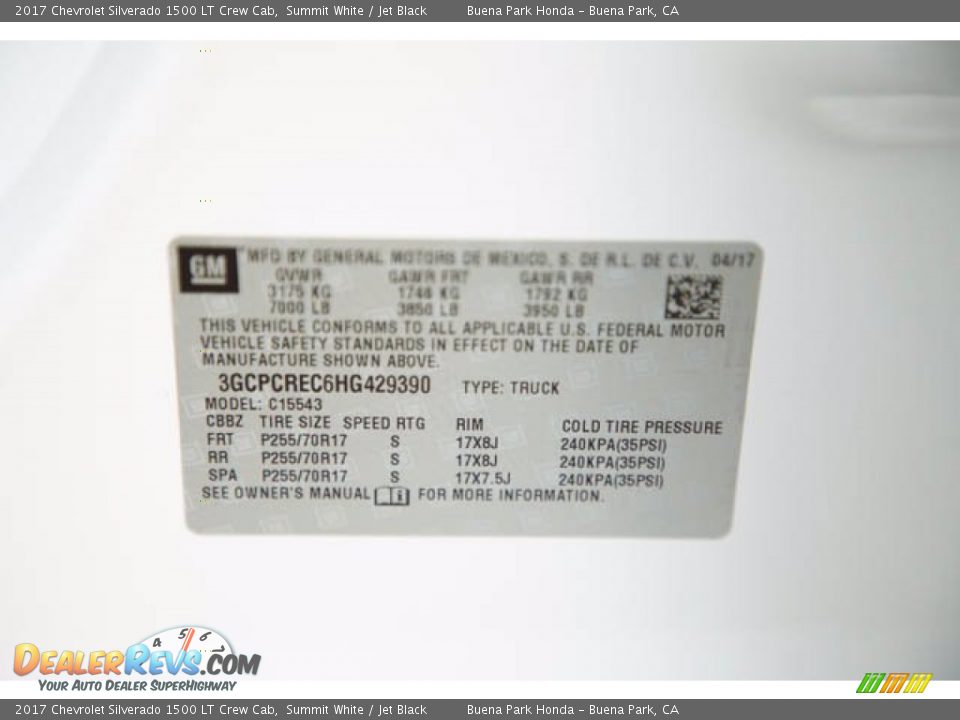 2017 Chevrolet Silverado 1500 LT Crew Cab, Summit White / Jet Black Buena Park Honda - Buena Park, CA
GM MFD BY GENERAL MOTORS DE MEXICO, S. DE R.L. DE C.V. 04/17
GVWR GAWR FRT GAWR RR
3175 KG 1746 KG 1792 KG
7000 LB 3850 LB 3950 LB
THIS VEHICLE CONFORMS TO ALL APPLICABLE U.S. FEDERAL MOTOR
VEHICLE SAFETY STANDARDS IN EFFECT ON THE DATE OF
MANUFACTURE SHOWN ABOVE.
3GCPCREC6HG429390 TYPE: TRUCK
MODEL: C15543
CBBZ TIRE SIZE SPEED RTG RIM COLD TIRE PRESSURE
FRT P255/70R17 S 17X8J 240KPA(35PSI)
RR P255/70R17 S 17X8J 240KPA(35PSI)
SPA P255/70R17 S 17X7.5J 240KPA(35PSI)
SEE OWNER'S MANUAL i FOR MORE INFORMATION.
4 5 6 7
DEALERREVS.COM
YOUR AUTO DEALER SUPERHIGHWAY
2017 Chevrolet Silverado 1500 LT Crew Cab, Summit White / Jet Black Buena Park Honda - Buena Park, CA